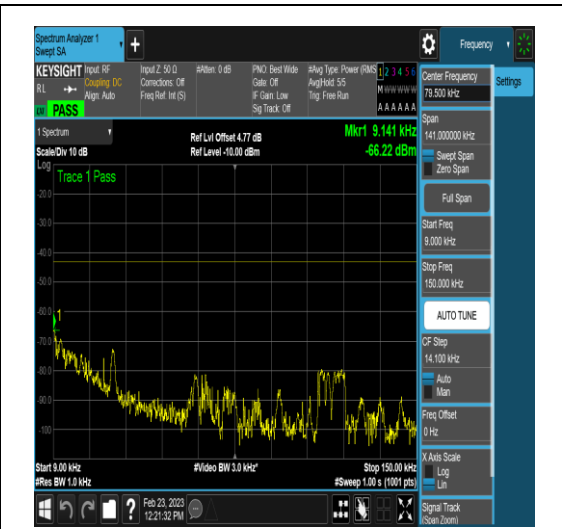 Spectrum Analyzer 1
Swept SA
Frequency
KEYSIGHT
RL
PASS
Input: RF
Coupling: DC
Align: Auto
Input Z: 50 Ω
Corrections: Off
Freq Ref: Int (S)
#Atten: 0 dB
PNO: Best Wide
Gate: Off
IF Gain: Low
Sig Track: Off
#Avg Type: Power (RMS
Avg|Hold: 5/5
Trig: Free Run
1 2 3 4 5 6
M W W W W W
A A A A A A
1 Spectrum
Scale/Div 10 dB
Ref Lvl Offset 4.77 dB
Ref Level -10.00 dBm
Mkr1 9.141 kHz
-66.22 dBm
Log
Trace 1 Pass
-20.0
-30.0
-40.0
-50.0
-60.0
-70.0
-80.0
-90.0
-100
1
Start 9.00 kHz
#Res BW 1.0 kHz
#Video BW 3.0 kHz*
Stop 150.00 kHz
#Sweep 1.00 s (1001 pts)
Feb 23, 2023
12:21:32 PM
Center Frequency
79.500 kHz
Settings
Span
141.000000 kHz
Swept Span
Zero Span
Full Span
Start Freq
9.000 kHz
Stop Freq
150.000 kHz
AUTO TUNE
CF Step
14.100 kHz
Auto
Man
Freq Offset
0 Hz
X Axis Scale
Log
Lin
Signal Track
(Span Zoom)